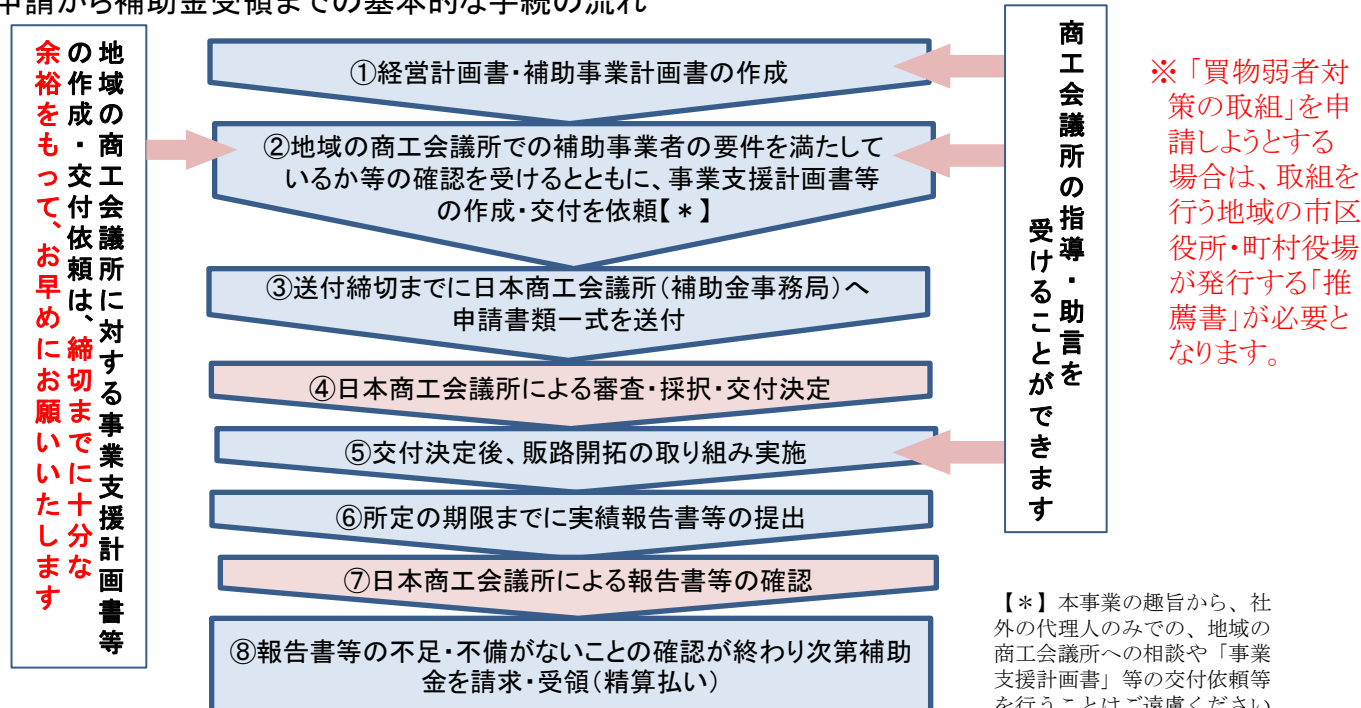 申請から補助金受領までの基本的な手続の流れ
地域の商工会議所に対する事業支援計画書等
の作成・交付依頼は、締切までに十分な
余裕をもって、お早めにお願いいたします
①経営計画書・補助事業計画書の作成
②地域の商工会議所での補助事業者の要件を満たして
いるか等の確認を受けるとともに、事業支援計画書等
の作成・交付を依頼【＊】
③送付締切までに日本商工会議所（補助金事務局）へ
申請書類一式を送付
④日本商工会議所による審査・採択・交付決定
⑤交付決定後、販路開拓の取り組み実施
⑥所定の期限までに実績報告書等の提出
⑦日本商工会議所による報告書等の確認
⑧報告書等の不足・不備がないことの確認が終わり次第補助
金を請求・受領（精算払い）
商工会議所の指導・助言を
受けることができます
※「買物弱者対
策の取組」を申
請しようとする
場合は、取組を
行う地域の市区
役所・町村役場
が発行する「推
薦書」が必要と
なります。
【＊】本事業の趣旨から、社
外の代理人のみでの、地域の
商工会議所への相談や「事業
支援計画書」等の交付依頼等
を行うことはご遠慮ください